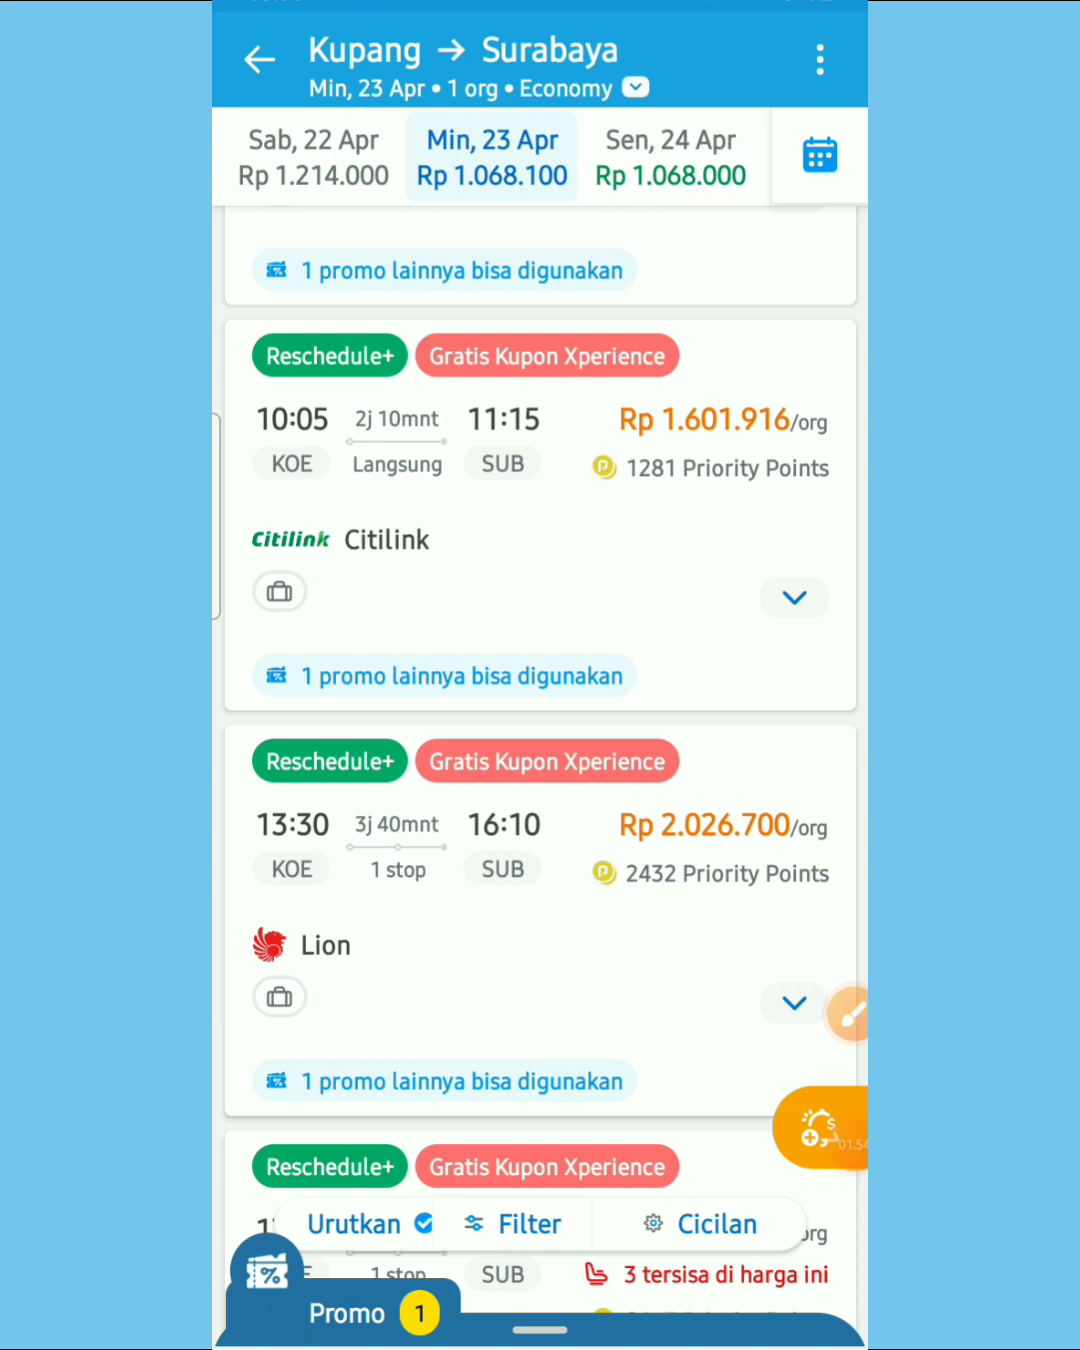 Kupang → Surabaya
Min, 23 Apr • 1 org • Economy
Sab, 22 Apr
Rp 1.214.000
Min, 23 Apr
Rp 1.068.100
Sen, 24 Apr
Rp 1.068.000
1 promo lainnya bisa digunakan
Reschedule+ Gratis Kupon Xperience
10:05 2j 10mnt 11:15 Rp 1.601.916/org
KOE Langsung SUB 1281 Priority Points
Citilink Citilink
1 promo lainnya bisa digunakan
Reschedule+ Gratis Kupon Xperience
13:30 3j 40mnt 16:10 Rp 2.026.700/org
KOE 1 stop SUB 2432 Priority Points
Lion
1 promo lainnya bisa digunakan
01.54
Reschedule+ Gratis Kupon Xperience
Urutkan Filter Cicilan
org
1 stop SUB 3 tersisa di harga ini
Promo 1